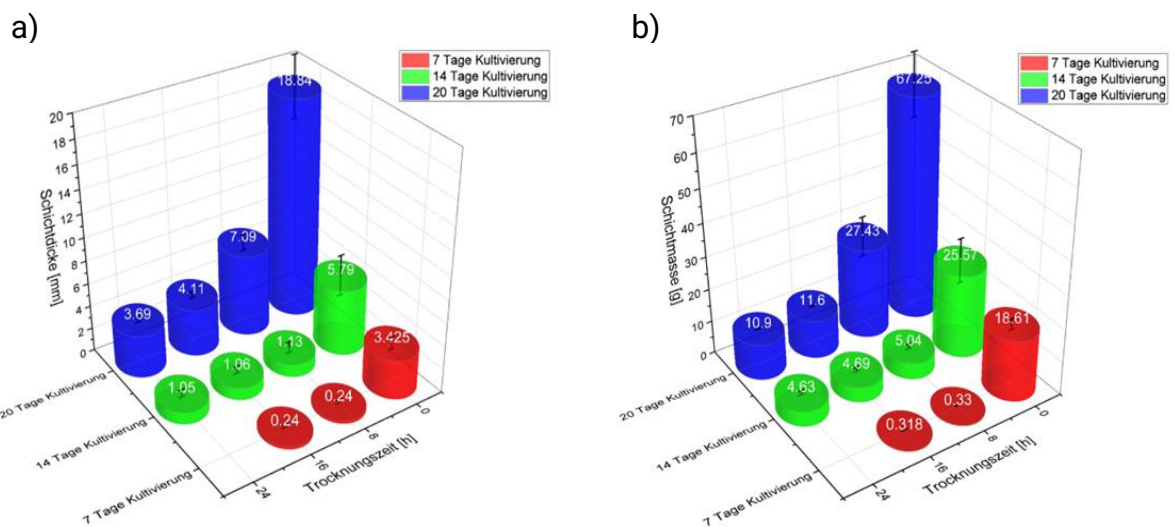 a)
7 Tage Kultivierung
14 Tage Kultivierung
20 Tage Kultivierung
Schichtdicke [mm]
20
18
16
14
12
10
8
6
4
2
0
18.84
7.09
4.11
3.69
5.79
1.13
1.06
1.05
3.425
0.24
0.24
20 Tage Kultivierung
14 Tage Kultivierung
7 Tage Kultivierung
0
8
16
24
Trocknungszeit [h]
b)
7 Tage Kultivierung
14 Tage Kultivierung
20 Tage Kultivierung
Schichtmasse [g]
70
60
50
40
30
20
10
0
67.25
27.43
11.6
10.9
25.57
5.04
4.69
4.63
18.61
0.33
0.318
20 Tage Kultivierung
14 Tage Kultivierung
7 Tage Kultivierung
0
8
16
24
Trocknungszeit [h]